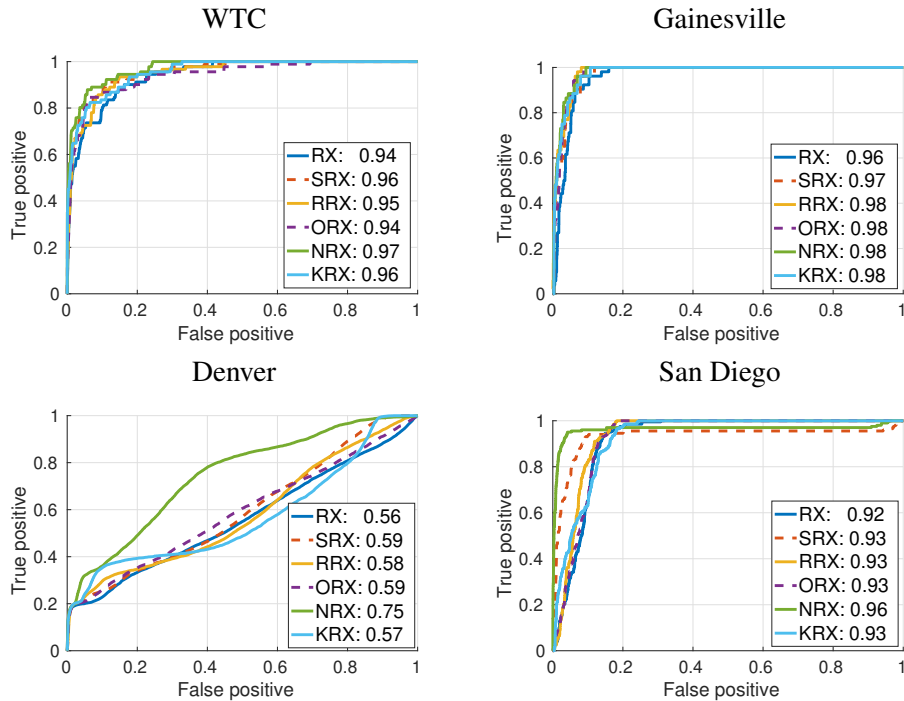 WTC
1
0.8
0.6
0.4
0.2
0
True positive
RX: 0.94
SRX: 0.96
RRX: 0.95
ORX: 0.94
NRX: 0.97
KRX: 0.96
0 0.2 0.4 0.6 0.8 1
False positive
Gainesville
1
0.8
0.6
0.4
0.2
0
True positive
RX: 0.96
SRX: 0.97
RRX: 0.98
ORX: 0.98
NRX: 0.98
KRX: 0.98
0 0.2 0.4 0.6 0.8 1
False positive
Denver
1
0.8
0.6
0.4
0.2
0
True positive
RX: 0.56
SRX: 0.59
RRX: 0.58
ORX: 0.59
NRX: 0.75
KRX: 0.57
0 0.2 0.4 0.6 0.8 1
False positive
San Diego
1
0.8
0.6
0.4
0.2
0
True positive
RX: 0.92
SRX: 0.93
RRX: 0.93
ORX: 0.93
NRX: 0.96
KRX: 0.93
0 0.2 0.4 0.6 0.8 1
False positive